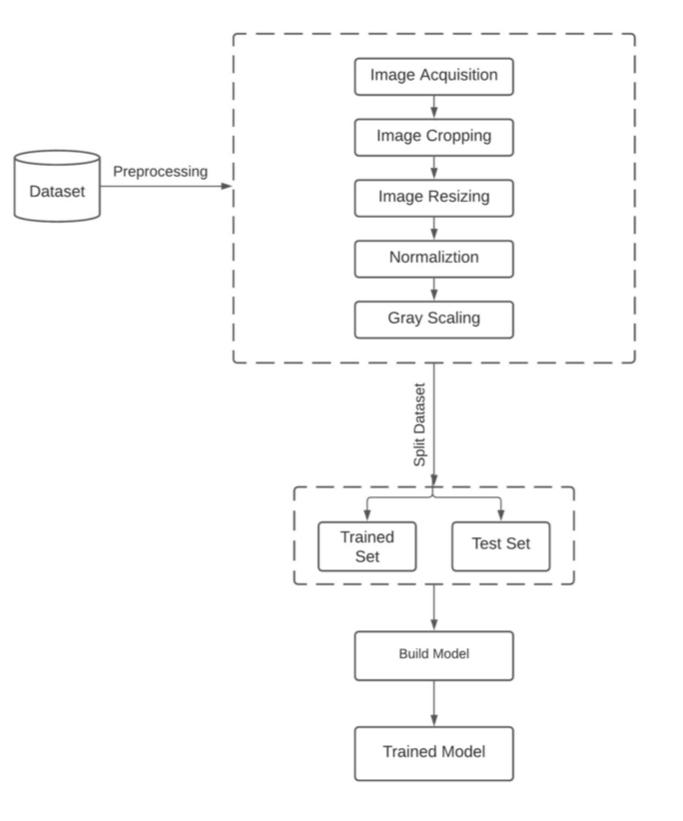 Image Acquisition
Image Cropping
Dataset
Preprocessing
Image Resizing
Normaliztion
Gray Scaling
Split Dataset
Trained
Set
Test Set
Build Model
Trained Model